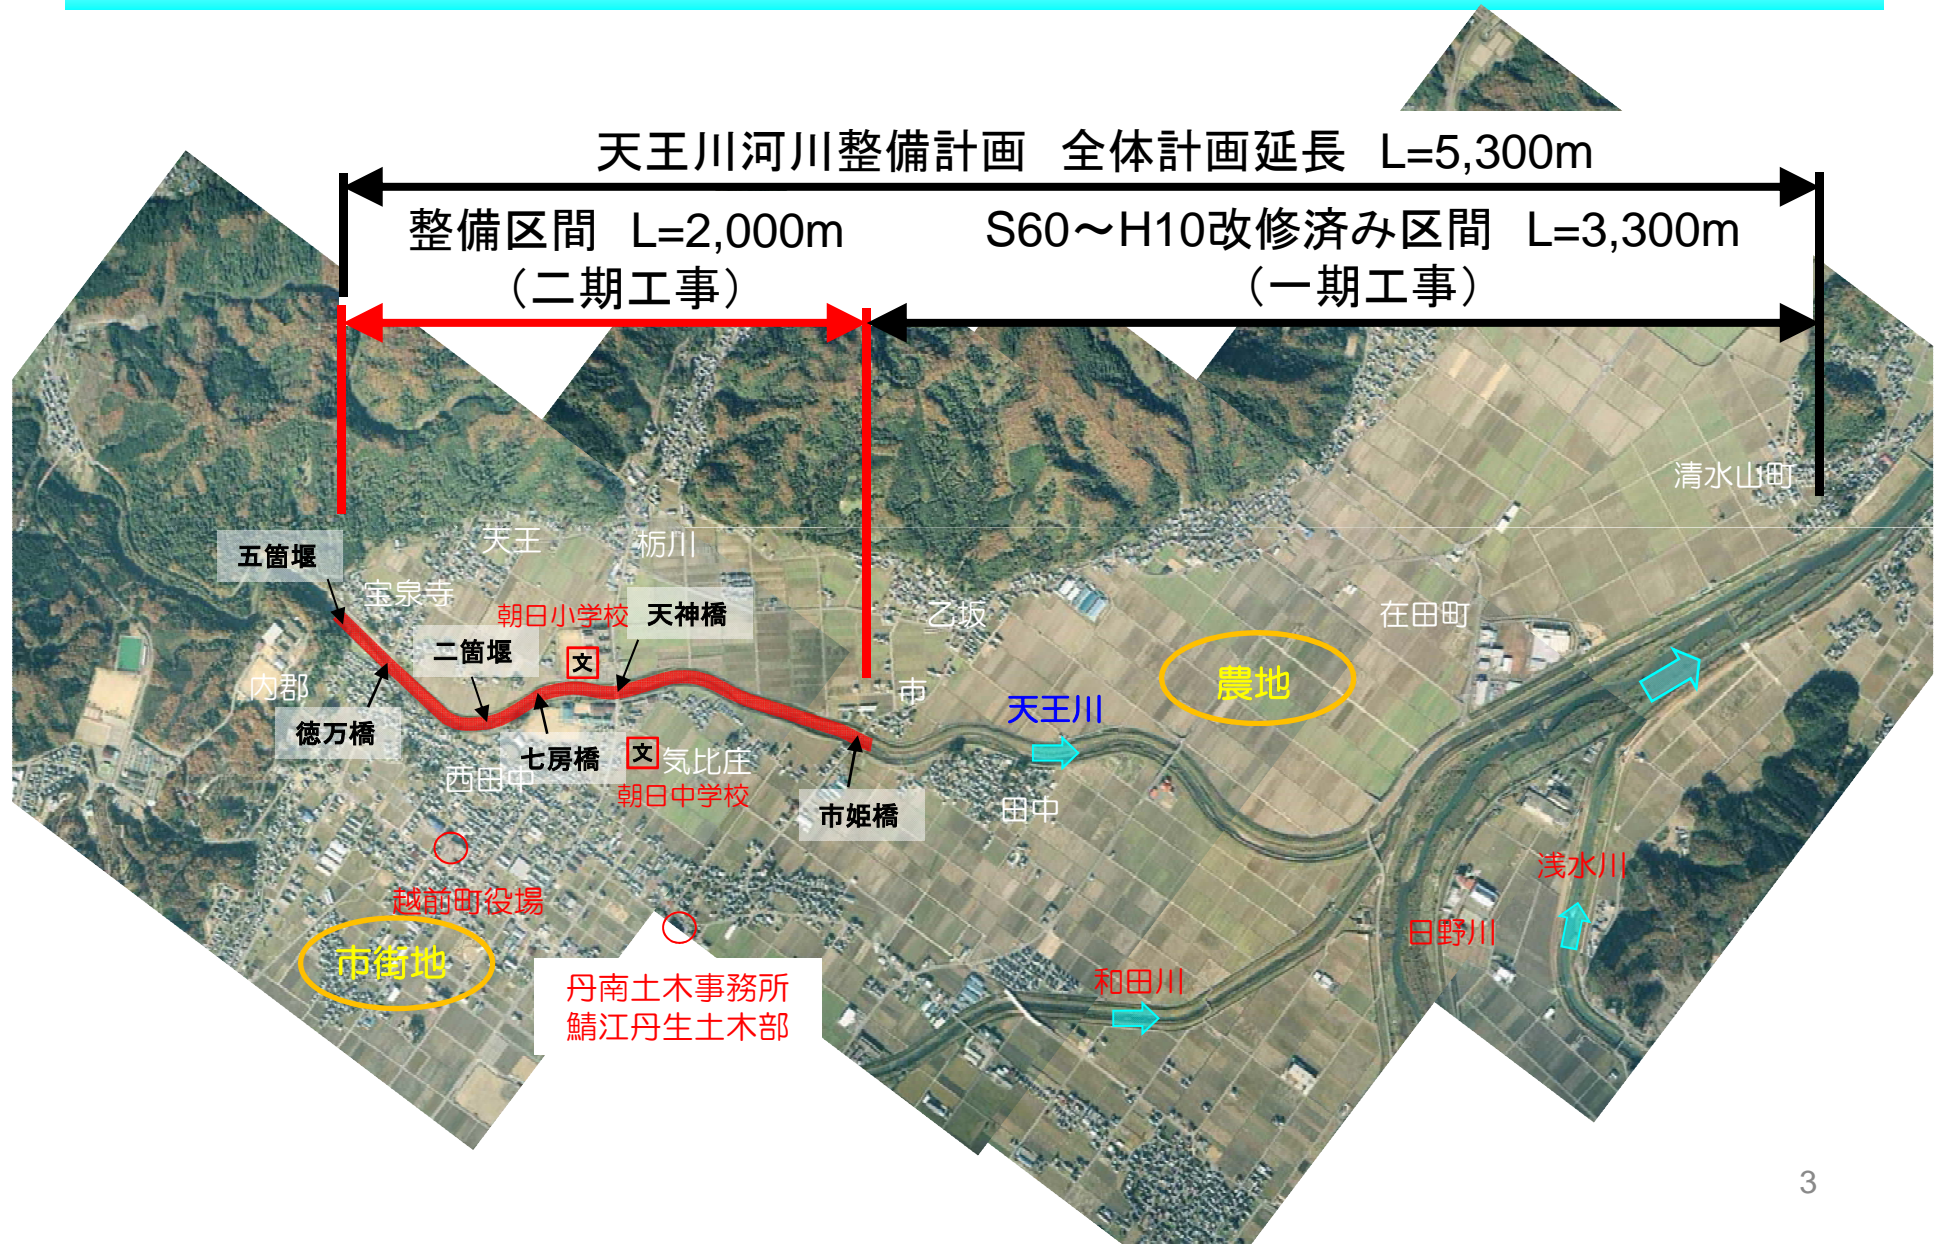 天王川河川整備計画　全体計画延長　L=5,300m
整備区間　L=2,000m
（二期工事）
S60～H10改修済み区間　L=3,300m
（一期工事）
清水山町
天王
栃川
五箇堰
宝泉寺
朝日小学校
天神橋
乙坂
在田町
二箇堰
文
内郡
市
農地
天王川
徳万橋
七房橋
文
気比庄
西田中
朝日中学校
市姫橋
田中
浅水川
越前町役場
日野川
市街地
和田川
丹南土木事務所
鯖江丹生土木部
3